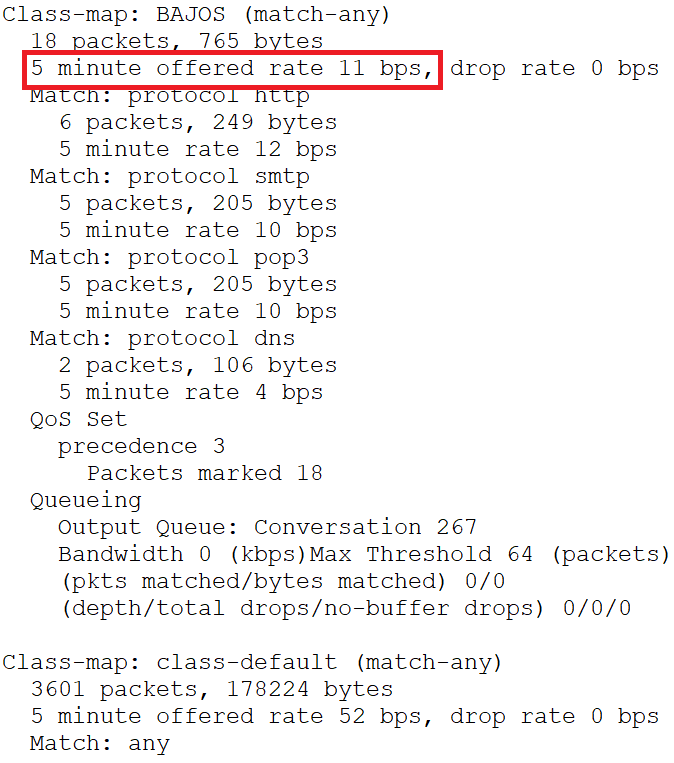 Class-map: BAJOS (match-any)
18 packets, 765 bytes
5 minute offered rate 11 bps, drop rate 0 bps
Match: protocol http
6 packets, 249 bytes
5 minute rate 12 bps
Match: protocol smtp
5 packets, 205 bytes
5 minute rate 10 bps
Match: protocol pop3
5 packets, 205 bytes
5 minute rate 10 bps
Match: protocol dns
2 packets, 106 bytes
5 minute rate 4 bps
QoS Set
precedence 3
Packets marked 18
Queueing
Output Queue: Conversation 267
Bandwidth 0 (kbps)Max Threshold 64 (packets)
(pkts matched/bytes matched) 0/0
(depth/total drops/no-buffer drops) 0/0/0
Class-map: class-default (match-any)
3601 packets, 178224 bytes
5 minute offered rate 52 bps, drop rate 0 bps
Match: any